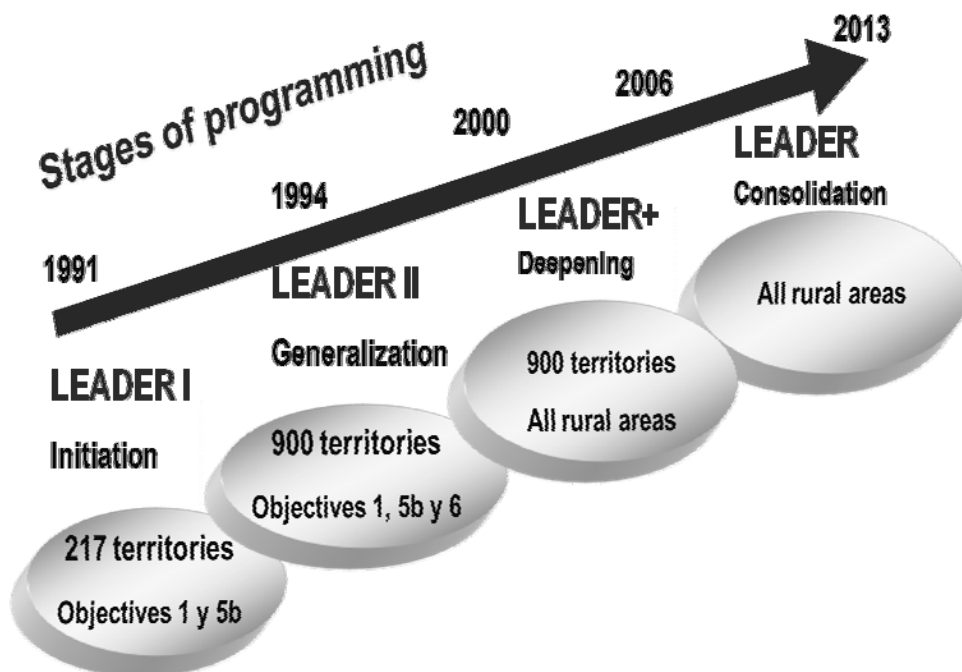 Stages of programming
1991
1994
2000
2006
2013
LEADER I
Initiation
217 territories
Objectives 1 y 5b
LEADER II
Generalization
900 territories
Objectives 1, 5b y 6
LEADER+
Deepening
900 territories
All rural areas
LEADER
Consolidation
All rural areas